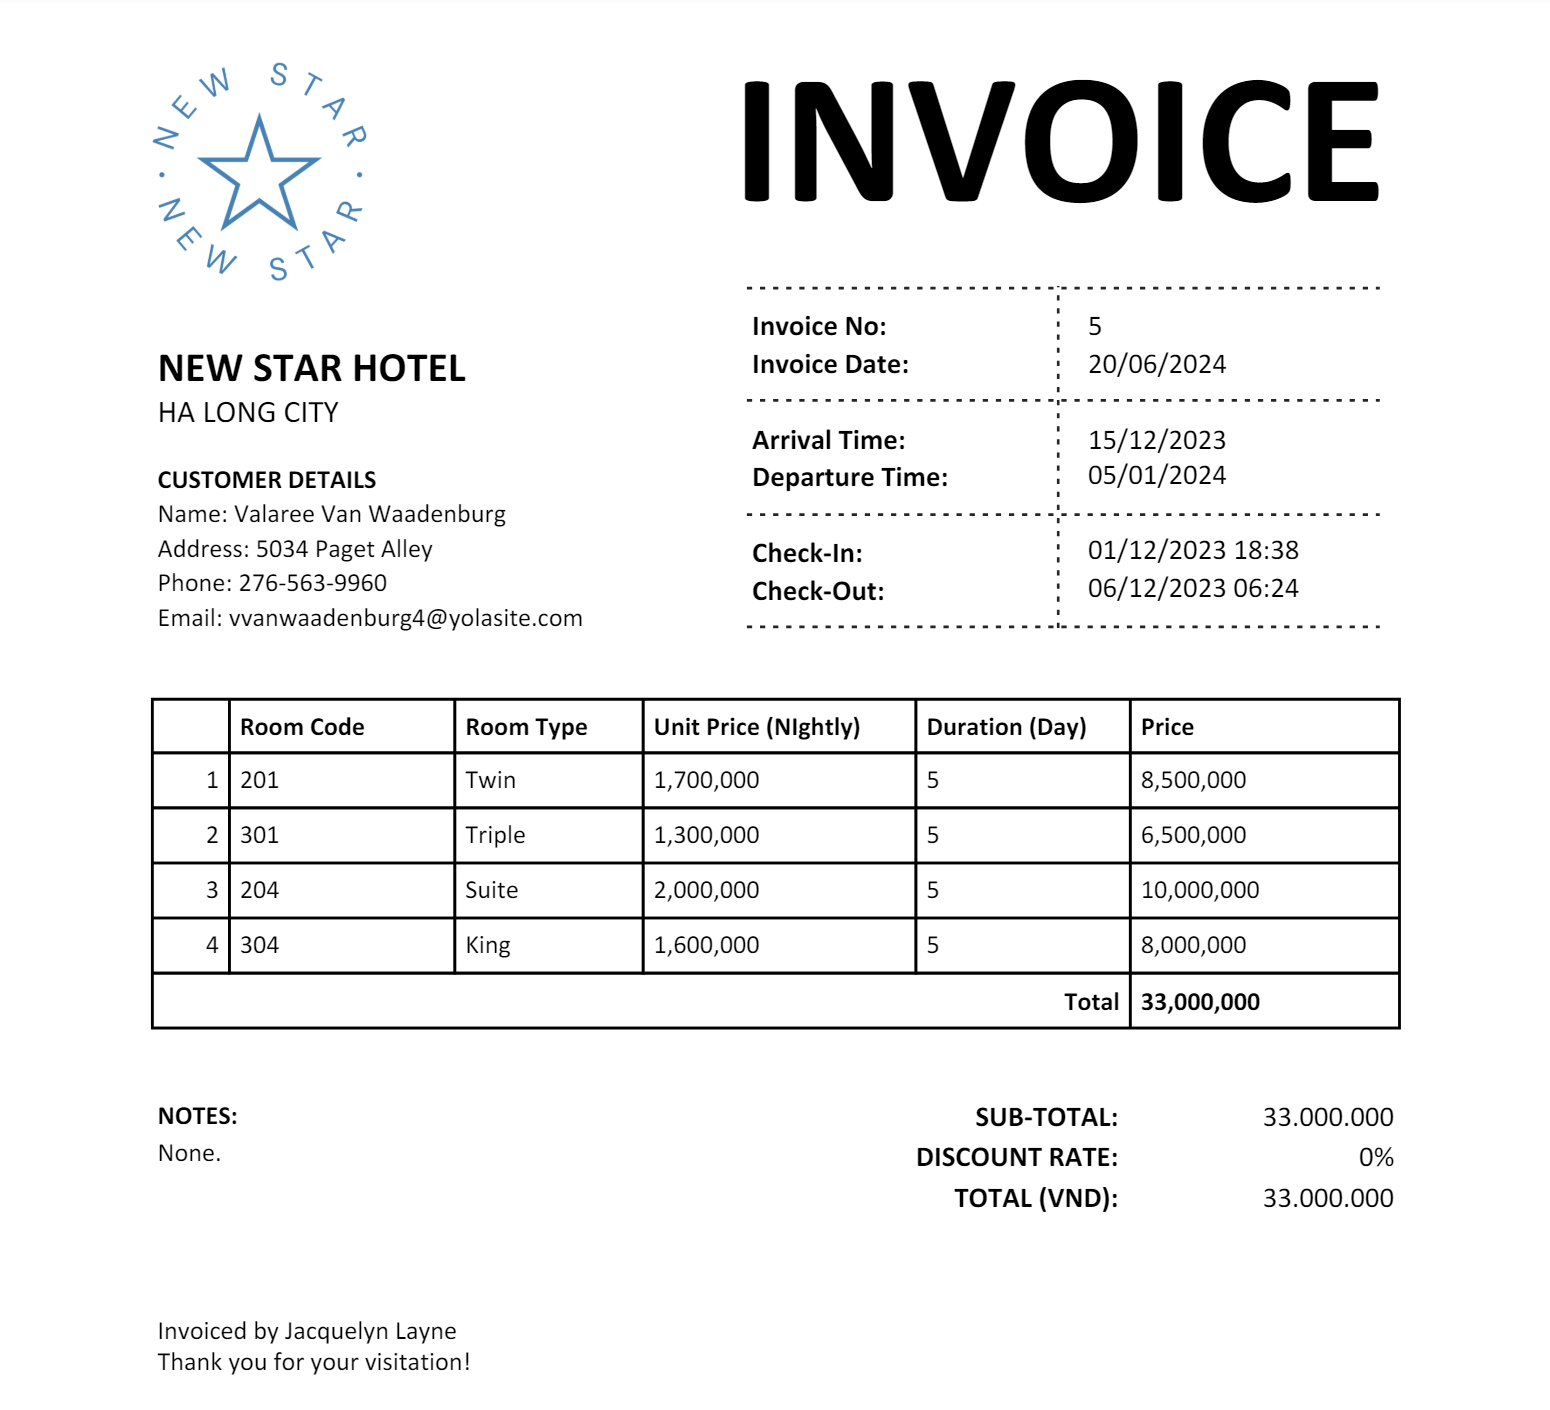 NEW STAR
NEW STAR
INVOICE
NEW STAR HOTEL
HA LONG CITY
CUSTOMER DETAILS
Name: Valaree Van Waadenburg
Address: 5034 Paget Alley
Phone: 276-563-9960
Email: vvanwaadenburg4@yolasite.com
Invoice No: 5
Invoice Date: 20/06/2024
Arrival Time: 15/12/2023
Departure Time: 05/01/2024
Check-In: 01/12/2023 18:38
Check-Out: 06/12/2023 06:24
Room Code Room Type Unit Price (NIghtly) Duration (Day) Price
1 201 Twin 1,700,000 5 8,500,000
2 301 Triple 1,300,000 5 6,500,000
3 204 Suite 2,000,000 5 10,000,000
4 304 King 1,600,000 5 8,000,000
Total 33,000,000
NOTES:
None.
SUB-TOTAL: 33.000.000
DISCOUNT RATE: 0%
TOTAL (VND): 33.000.000
Invoiced by Jacquelyn Layne
Thank you for your visitation!